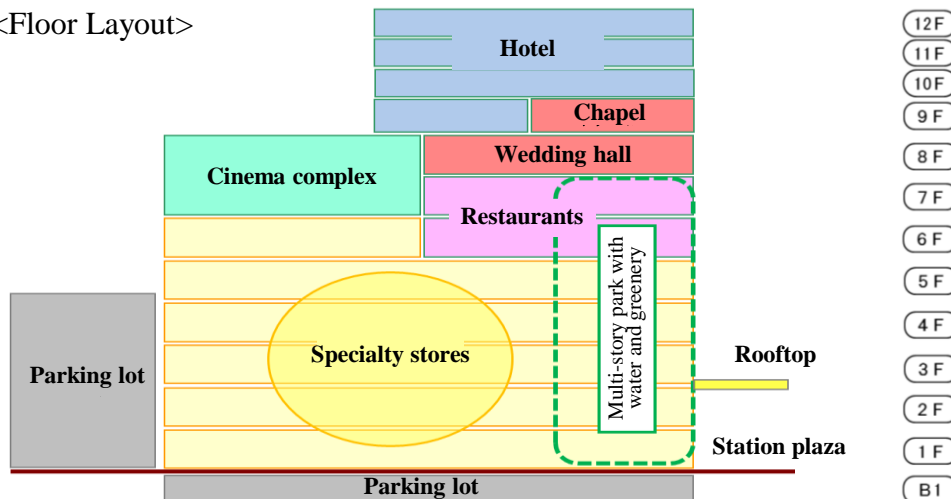 <Floor Layout>
12F
Hotel
11F
10F
Chapel
9F
Wedding hall
8F
Cinema complex
7F
Restaurants
6F
Multi-story park with
water and greenery
5F
4F
Specialty stores
Rooftop
Parking lot
3F
2F
Station plaza
1F
Parking lot
B1